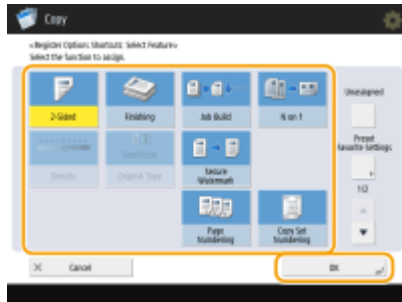 Copy
<Register Options Shortcuts: Select Feature>
Select the function to assign.
2-Sided
Finishing
Job Build
N on 1
Unassigned
Density
Original Type
Secure
Watermark
Preset
Favorite Settings
1/2
Page
Numbering
Copy Set
Numbering
Cancel
OK